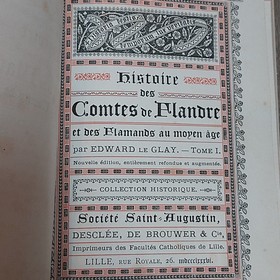 Histoire
des
Comtes de Flandre
et des Flamands au moyen âge
par EDWARD LE GLAY. — TOME I.
Nouvelle édition, entièrement refondue et augmentée.
COLLECTION HISTORIQUE.
Société Saint-Augustin,
DESCLÉE, DE BROUWER & Cie,
Imprimeurs des Facultés Catholiques de Lille.
LILLE, RUE ROYALE, 26. mdccclxxxvi.